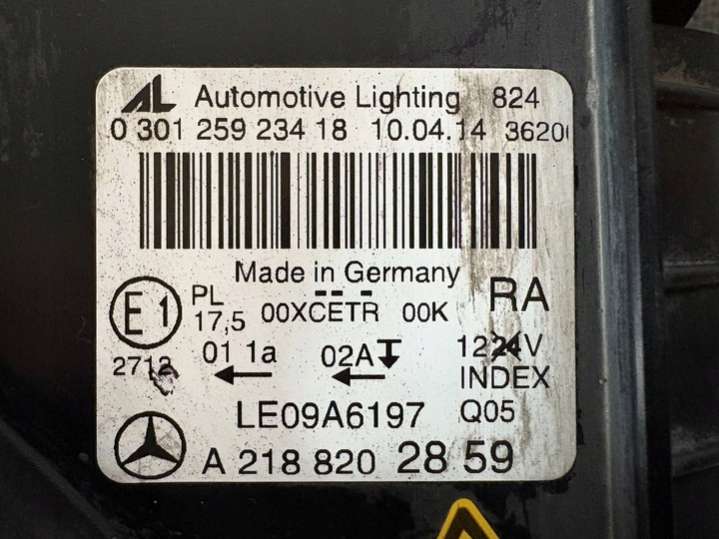 AL Automotive Lighting 824
0 301 259 234 18 10.04.14 3620
Made in Germany
E1 PL 17,5 00XCETR 00K RA
2712 01 1a 02A 1224V
INDEX
LE09A6197 Q05
A 218 820 28 59